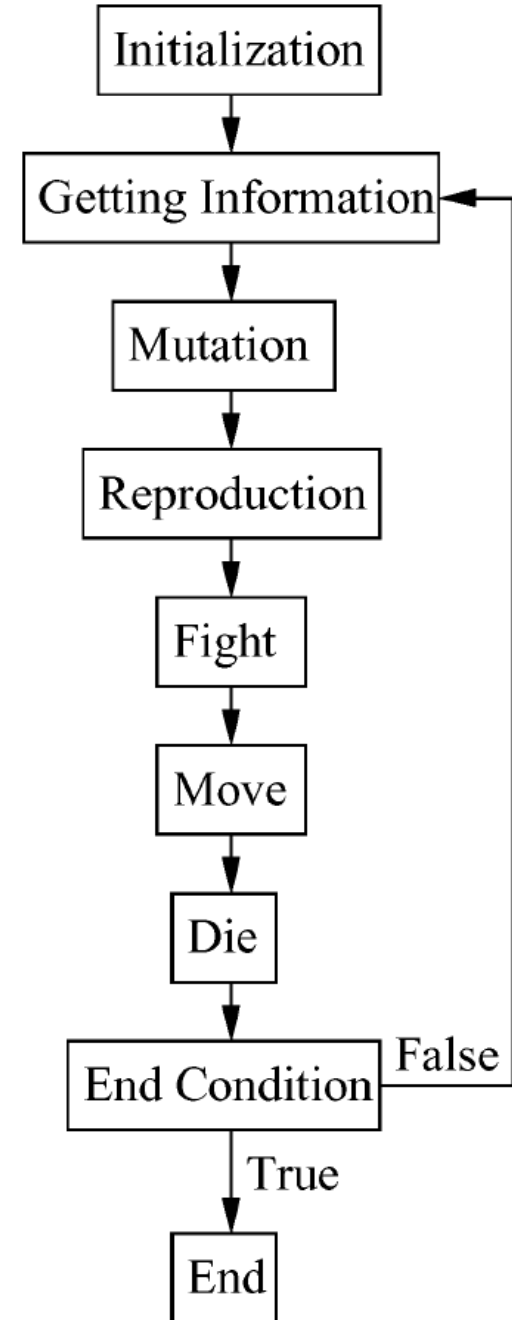 Initialization
Getting Information
Mutation
Reproduction
Fight
Move
Die
End Condition
False
True
End